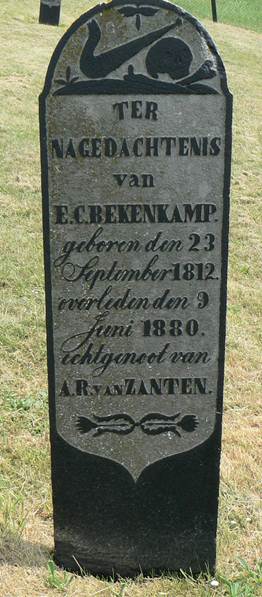 TER
NAGEDACHTENIS
van
E.C.BEKENKAMP.
geboren den 23
September 1812.
overleden den 9
Juni 1880.
echtgenoot van
A.R. VAN ZANTEN.